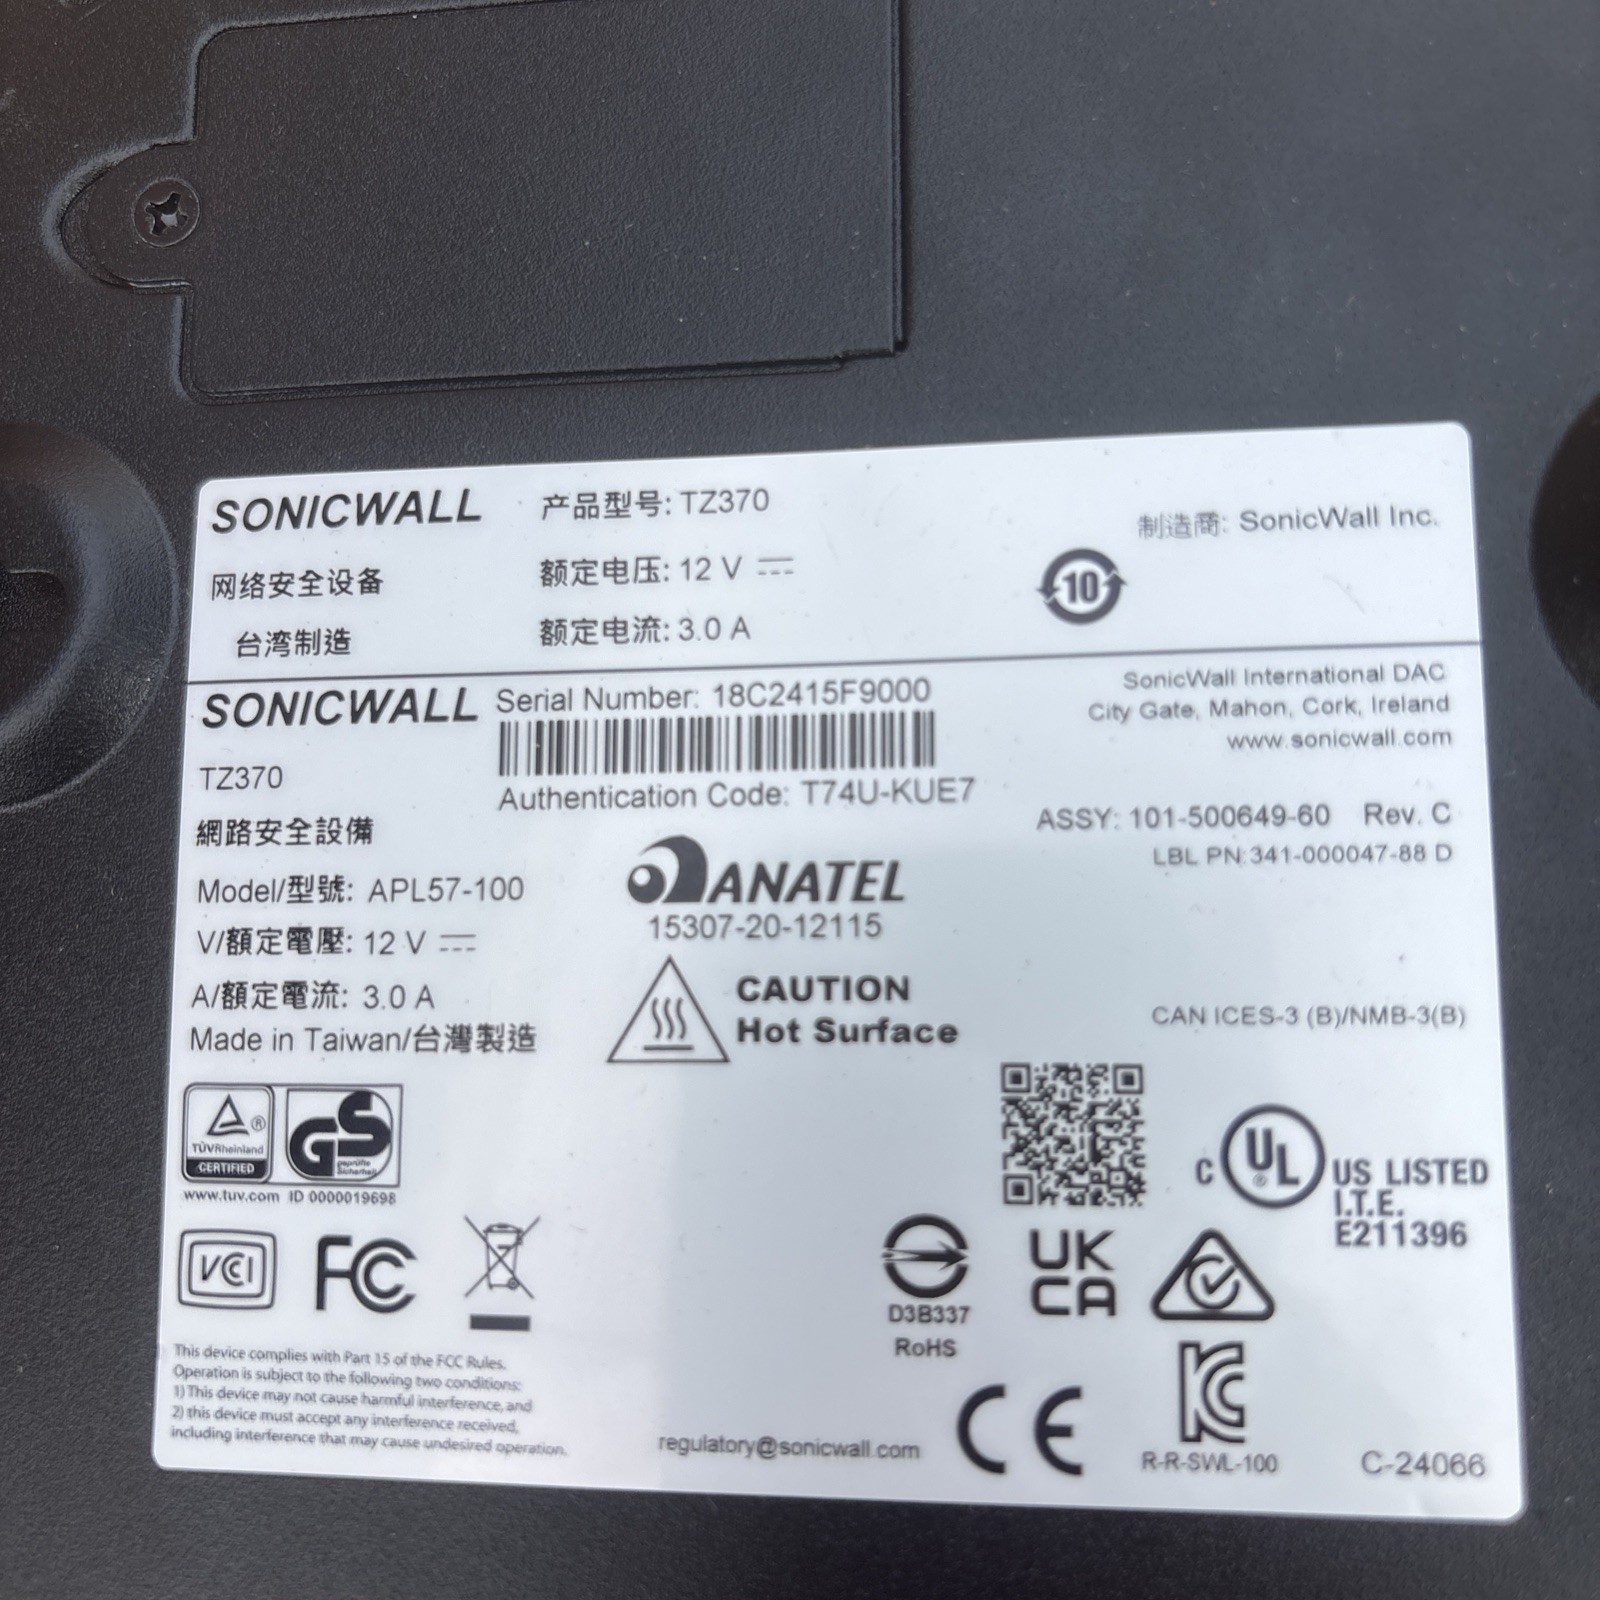 SONICWALL
产品型号: TZ370
制造商: SonicWall Inc.
网络安全设备
额定电压: 12 V
10
台湾制造
额定电流: 3.0 A
SONICWALL
Serial Number: 18C2415F9000
SonicWall International DAC
City Gate, Mahon, Cork, Ireland
www.sonicwall.com
TZ370
Authentication Code: T74U-KUE7
網路安全設備
ASSY: 101-500649-60 Rev. C
LBL PN:341-000047-88 D
Model/型號: APL57-100
ANATEL
15307-20-12115
V/額定電壓: 12 V
A/額定電流: 3.0 A
CAUTION
Hot Surface
Made in Taiwan/台灣製造
CAN ICES-3 (B)/NMB-3(B)
TÜVRheinland
CERTIFIED
GS
geprüfte
Sicherheit
www.tuv.com ID 0000019698
C UL® US LISTED
I.T.E.
E211396
VCI
FC
D3B337
RoHS
UK
CA
This device complies with Part 15 of the FCC Rules.
Operation is subject to the following two conditions:
1) This device may not cause harmful interference, and
2) this device must accept any interference received,
including interference that may cause undesired operation.
regulatory@sonicwall.com
CE
R-R-SWL-100
C-24066